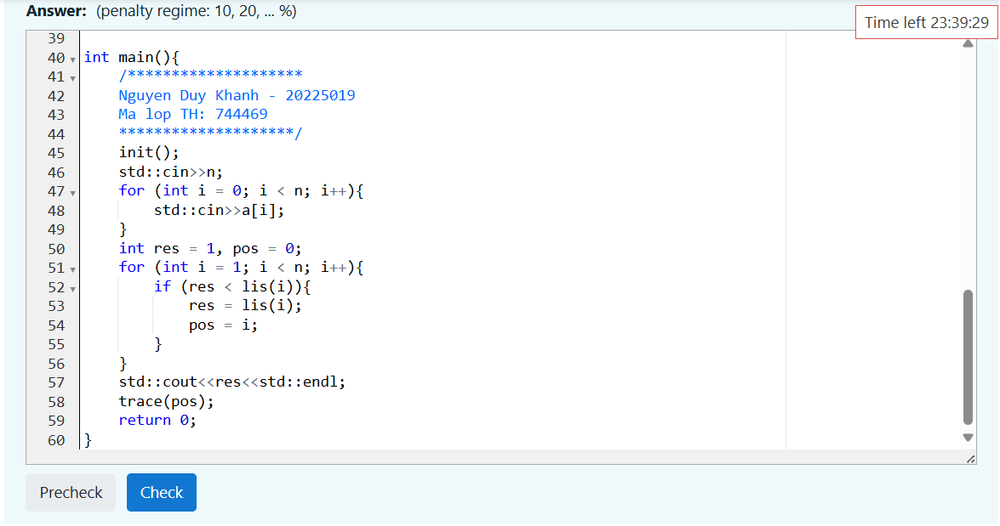 Answer: (penalty regime: 10, 20, ... %)
Time left 23:39:29
39
40 int main(){
41 /********************
42 Nguyen Duy Khanh - 20225019
43 Ma lop TH: 744469
44 ********************/
45 init();
46 std::cin>>n;
47 for (int i = 0; i < n; i++){
48 std::cin>>a[i];
49 }
50 int res = 1, pos = 0;
51 for (int i = 1; i < n; i++){
52 if (res < lis(i)){
53 res = lis(i);
54 pos = i;
55 }
56 }
57 std::cout<<res<<std::endl;
58 trace(pos);
59 return 0;
60 }
Precheck
Check